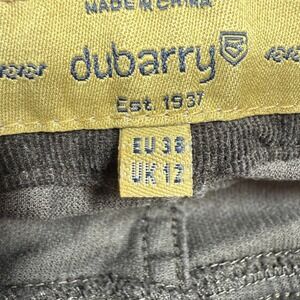 MADE IN CHINA
dubarry
Est. 1937
EU 38
UK 12